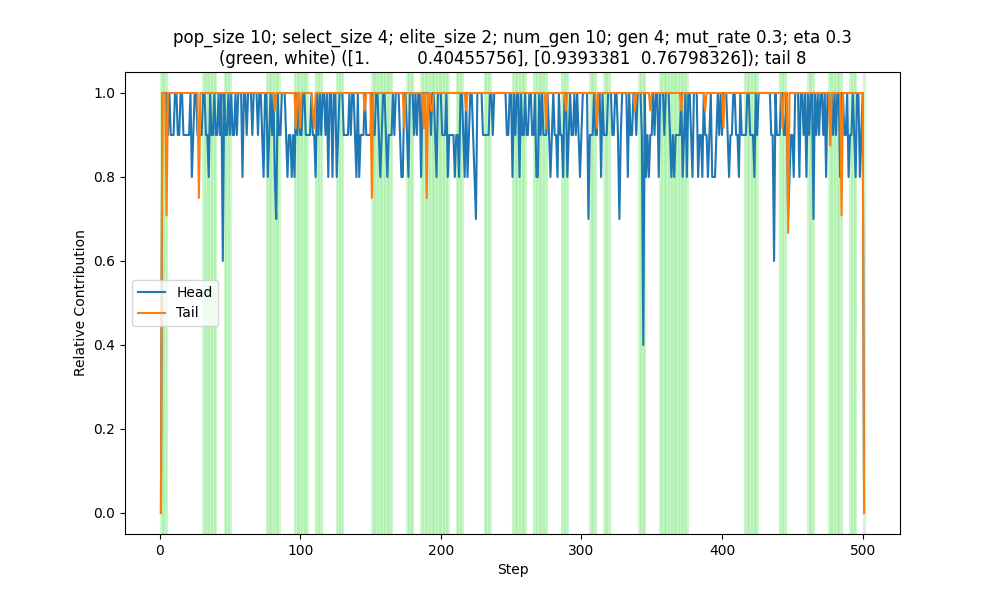 pop_size 10; select_size 4; elite_size 2; num_gen 10; gen 4; mut_rate 0.3; eta 0.3
(green, white) ([1.          0.40455756], [0.9393381  0.76798326]); tail 8
1.0
0.8
0.6
0.4
0.2
0.0
Relative Contribution
Head
Tail
0
100
200
300
400
500
Step